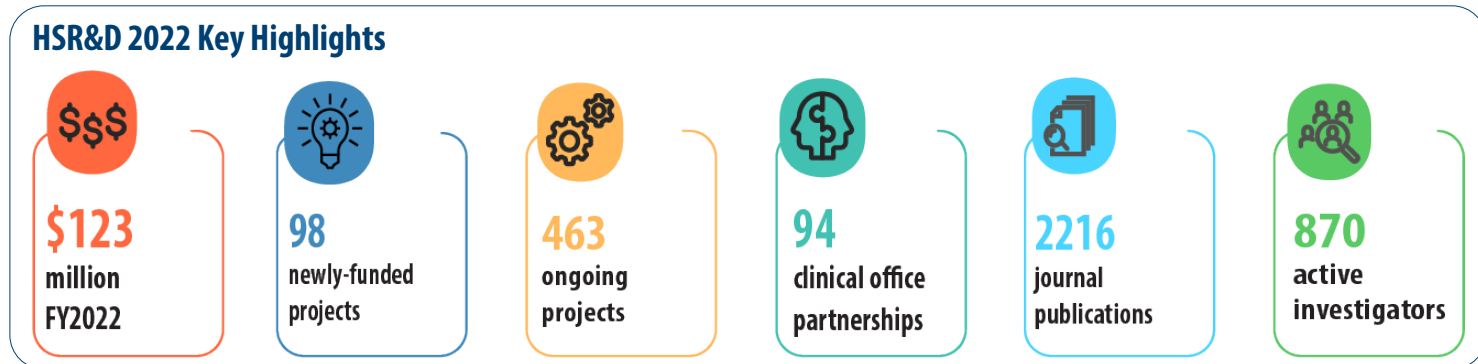 HSR&D 2022 Key Highlights
$$$
$123
million
FY2022
98
newly-funded
projects
463
ongoing
projects
94
clinical office
partnerships
2216
journal
publications
870
active
investigators